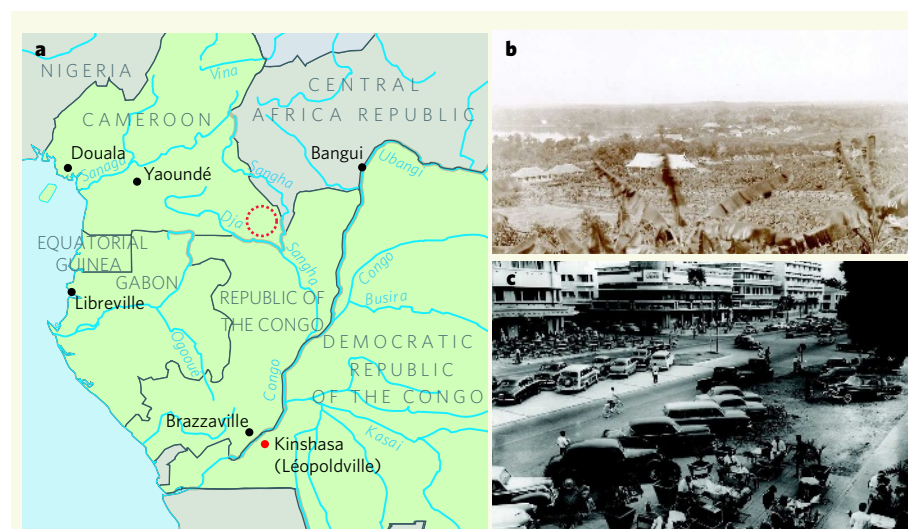 a
NIGERIA
Vina
CENTRAL
AFRICA REPUBLIC
CAMEROON
Douala
Sanaga
Yaoundé
Bangui
Ubangi
Sangha
Dja
EQUATORIAL
GUINEA
GABON
Libreville
Sangha
Congo
Busira
REPUBLIC OF
THE CONGO
Ogooué
Congo
DEMOCRATIC
REPUBLIC
OF THE CONGO
Brazzaville
Kinshasa
(Léopoldville)
Kasai
b
c